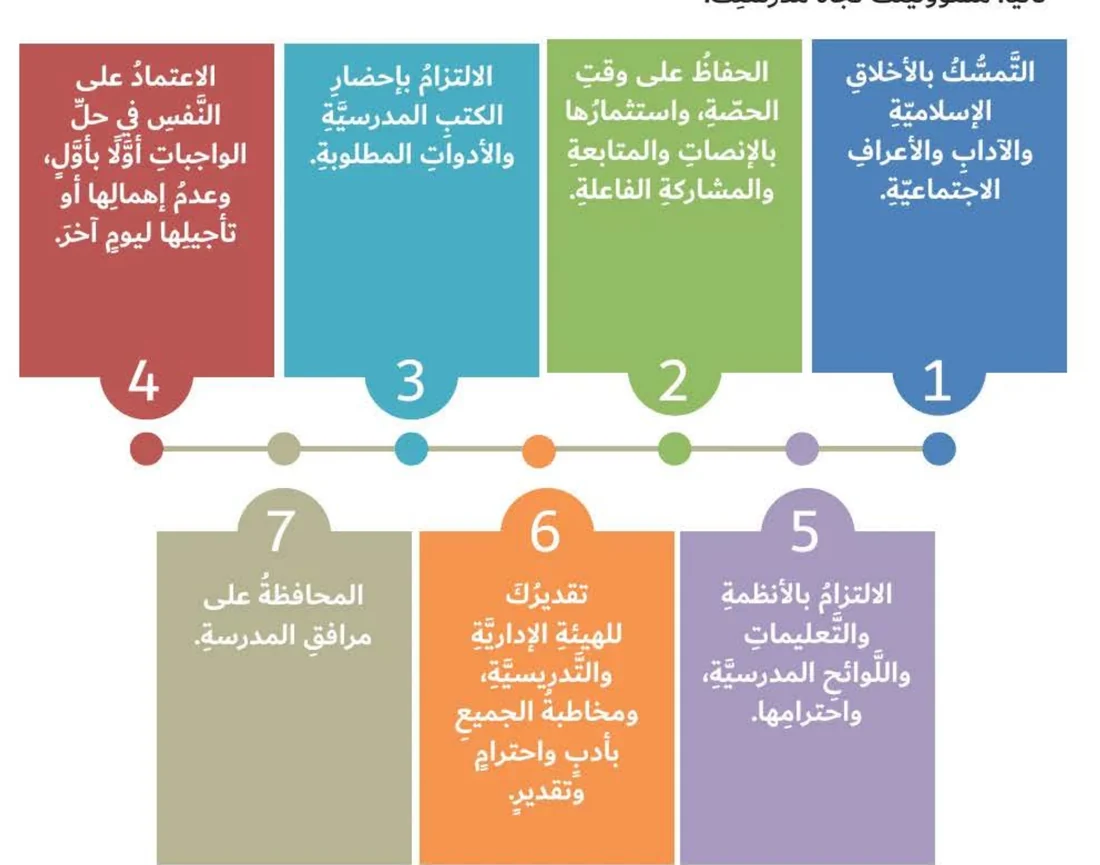 التَّمسُّكُ بالأخلاقِ
الإسلاميّةِ
والآدابِ والأعرافِ
الاجتماعيّةِ.
1
الحفاظُ على وقتِ
الحصّةِ، واستثمارُها
بالإنصاتِ والمتابعةِ
والمشاركةِ الفاعلةِ.
2
الالتزامُ بإحضارِ
الكتبِ المدرسيَّةِ
والأدواتِ المطلوبةِ.
3
الاعتمادُ على
النَّفسِ في حلِّ
الواجباتِ أوَّلًا بأوَّلٍ،
وعدمُ إهمالِها أو
تأجيلِها ليومٍ آخرَ.
4
5
الالتزامُ بالأنظمةِ
والتَّعليماتِ
واللَّوائحِ المدرسيَّةِ،
واحترامِها.
6
تقديرُكَ
للهيئةِ الإداريَّةِ
والتَّدريسيَّةِ،
ومخاطبةُ الجميعِ
بأدبٍ واحترامٍ
وتقديرٍ.
7
المحافظةُ على
مرافقِ المدرسةِ.